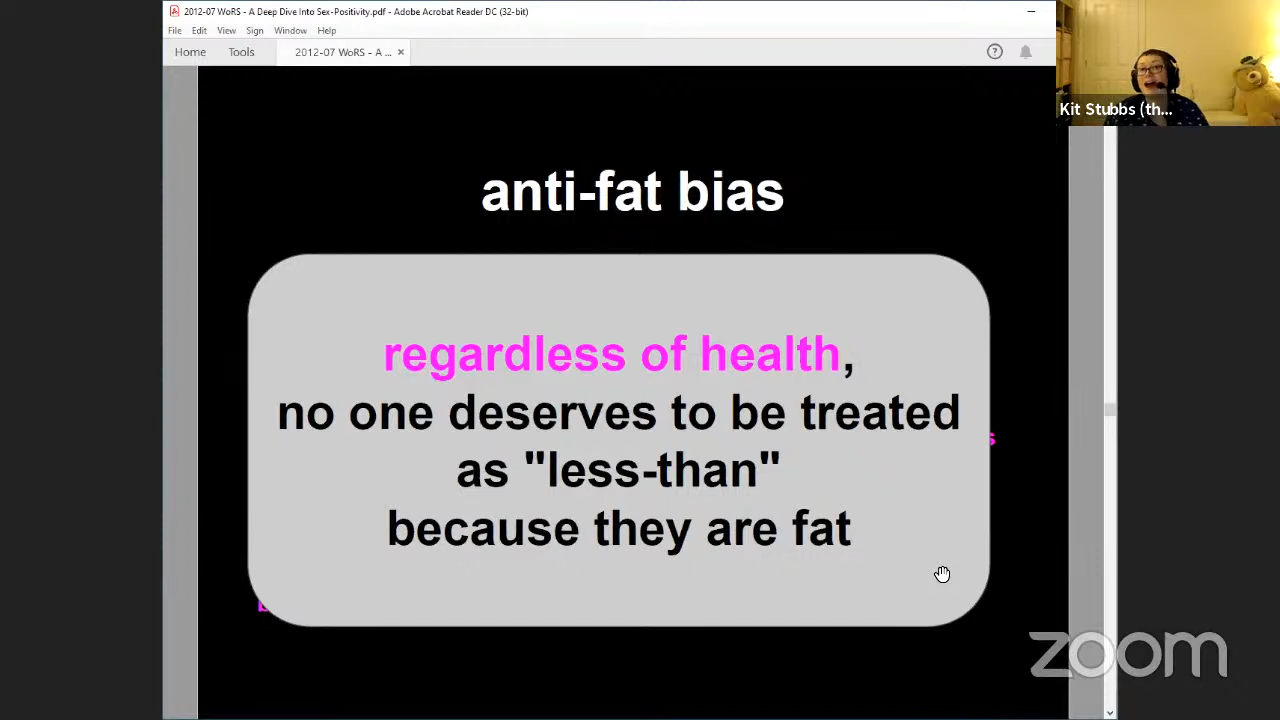 2012-07 WoRS - A Deep Dive Into Sex-Positivity.pdf - Adobe Acrobat Reader DC (32-bit)
File Edit View Sign Window Help
Home Tools 2012-07 WoRS - A ... ×
Kit Stubbs (th...
anti-fat bias
regardless of health,
no one deserves to be treated
as "less-than"
because they are fat
zoom